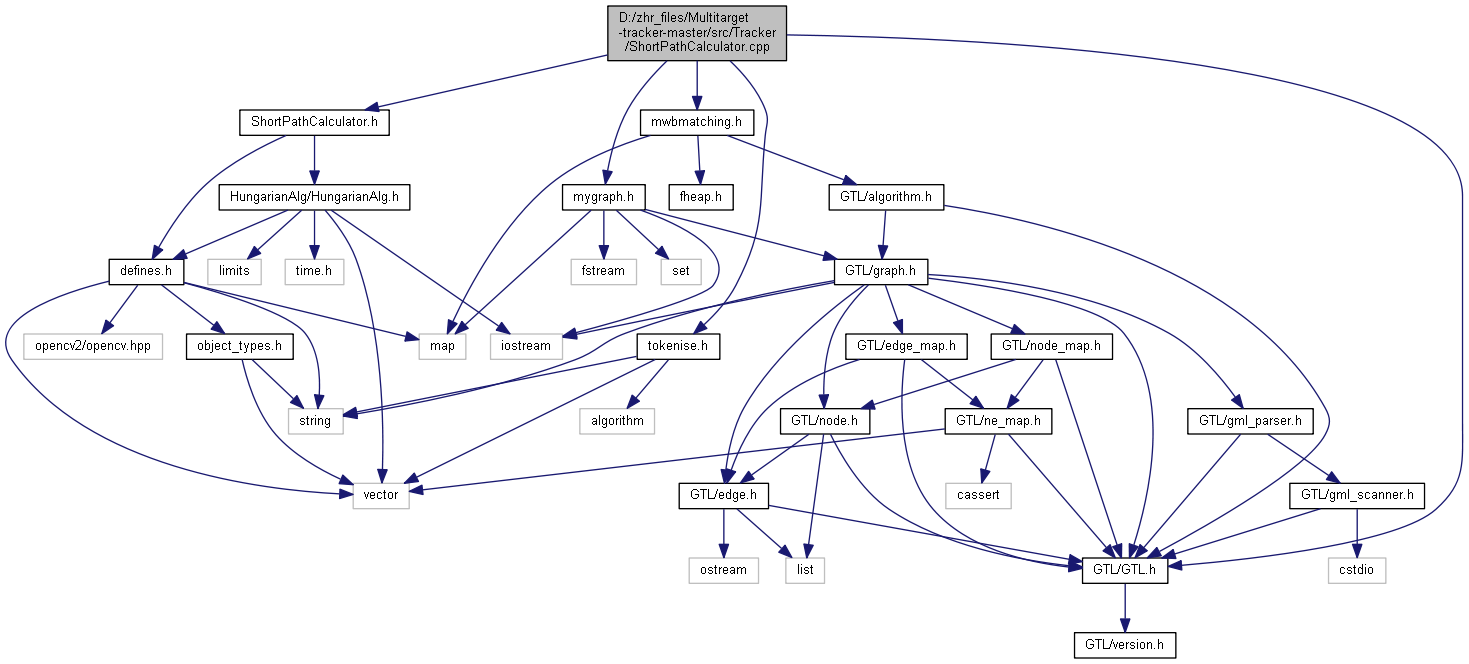 D:/zhr_files/Multitarget
-tracker-master/src/Tracker
/ShortPathCalculator.cpp
ShortPathCalculator.h
mwbmatching.h
HungarianAlg/HungarianAlg.h
mygraph.h
fheap.h
GTL/algorithm.h
defines.h
limits
time.h
fstream
set
GTL/graph.h
opencv2/opencv.hpp
object_types.h
map
iostream
tokenise.h
GTL/edge_map.h
GTL/node_map.h
string
algorithm
GTL/node.h
GTL/ne_map.h
GTL/gml_parser.h
vector
GTL/edge.h
cassert
GTL/gml_scanner.h
ostream
list
GTL/GTL.h
cstdio
GTL/version.h